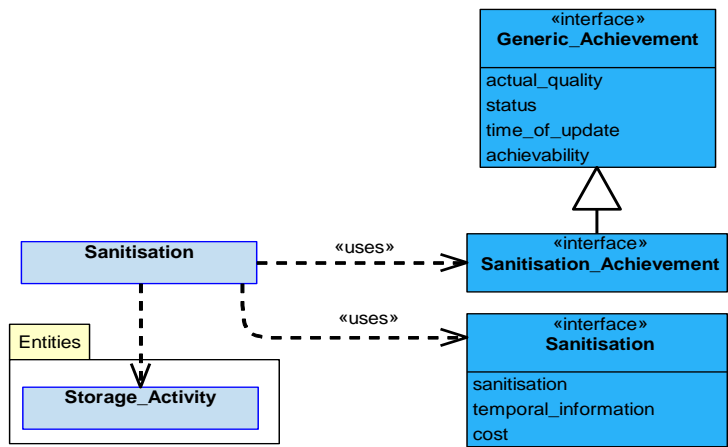 «interface»
Generic_Achievement
actual_quality
status
time_of_update
achievability
Sanitisation
«uses»
«interface»
Sanitisation_Achievement
«uses»
«interface»
Sanitisation
sanitisation
temporal_information
cost
Entities
Storage_Activity